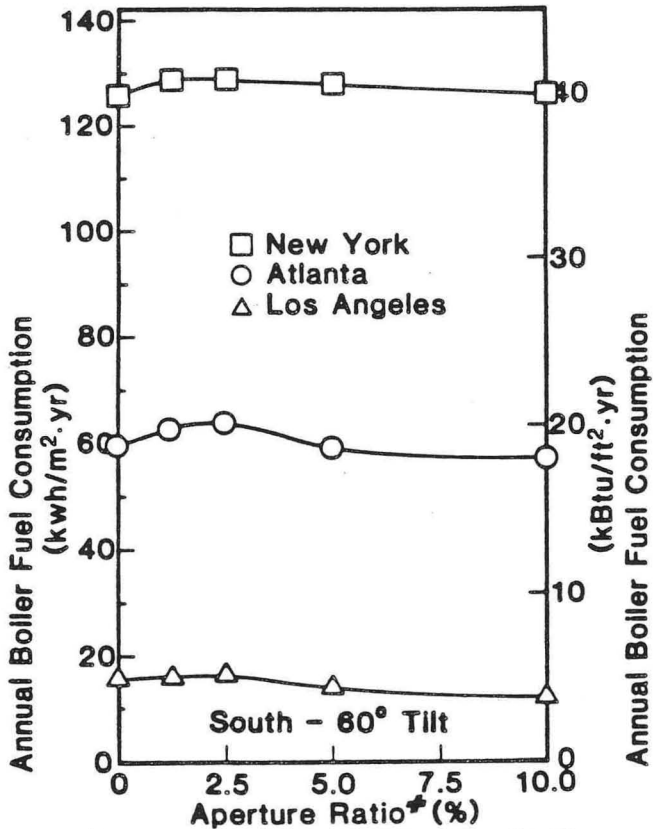 Annual Boiler Fuel Consumption
(kwh/m².yr)
140
120
100
80
60
40
20
0
□ New York
○ Atlanta
△ Los Angeles
South - 60° Tilt
0 2.5 5.0 7.5 10.0
Aperture Ratio* (%)
40
30
20
10
0
(kBtu/ft².yr)
Annual Boiler Fuel Consumption